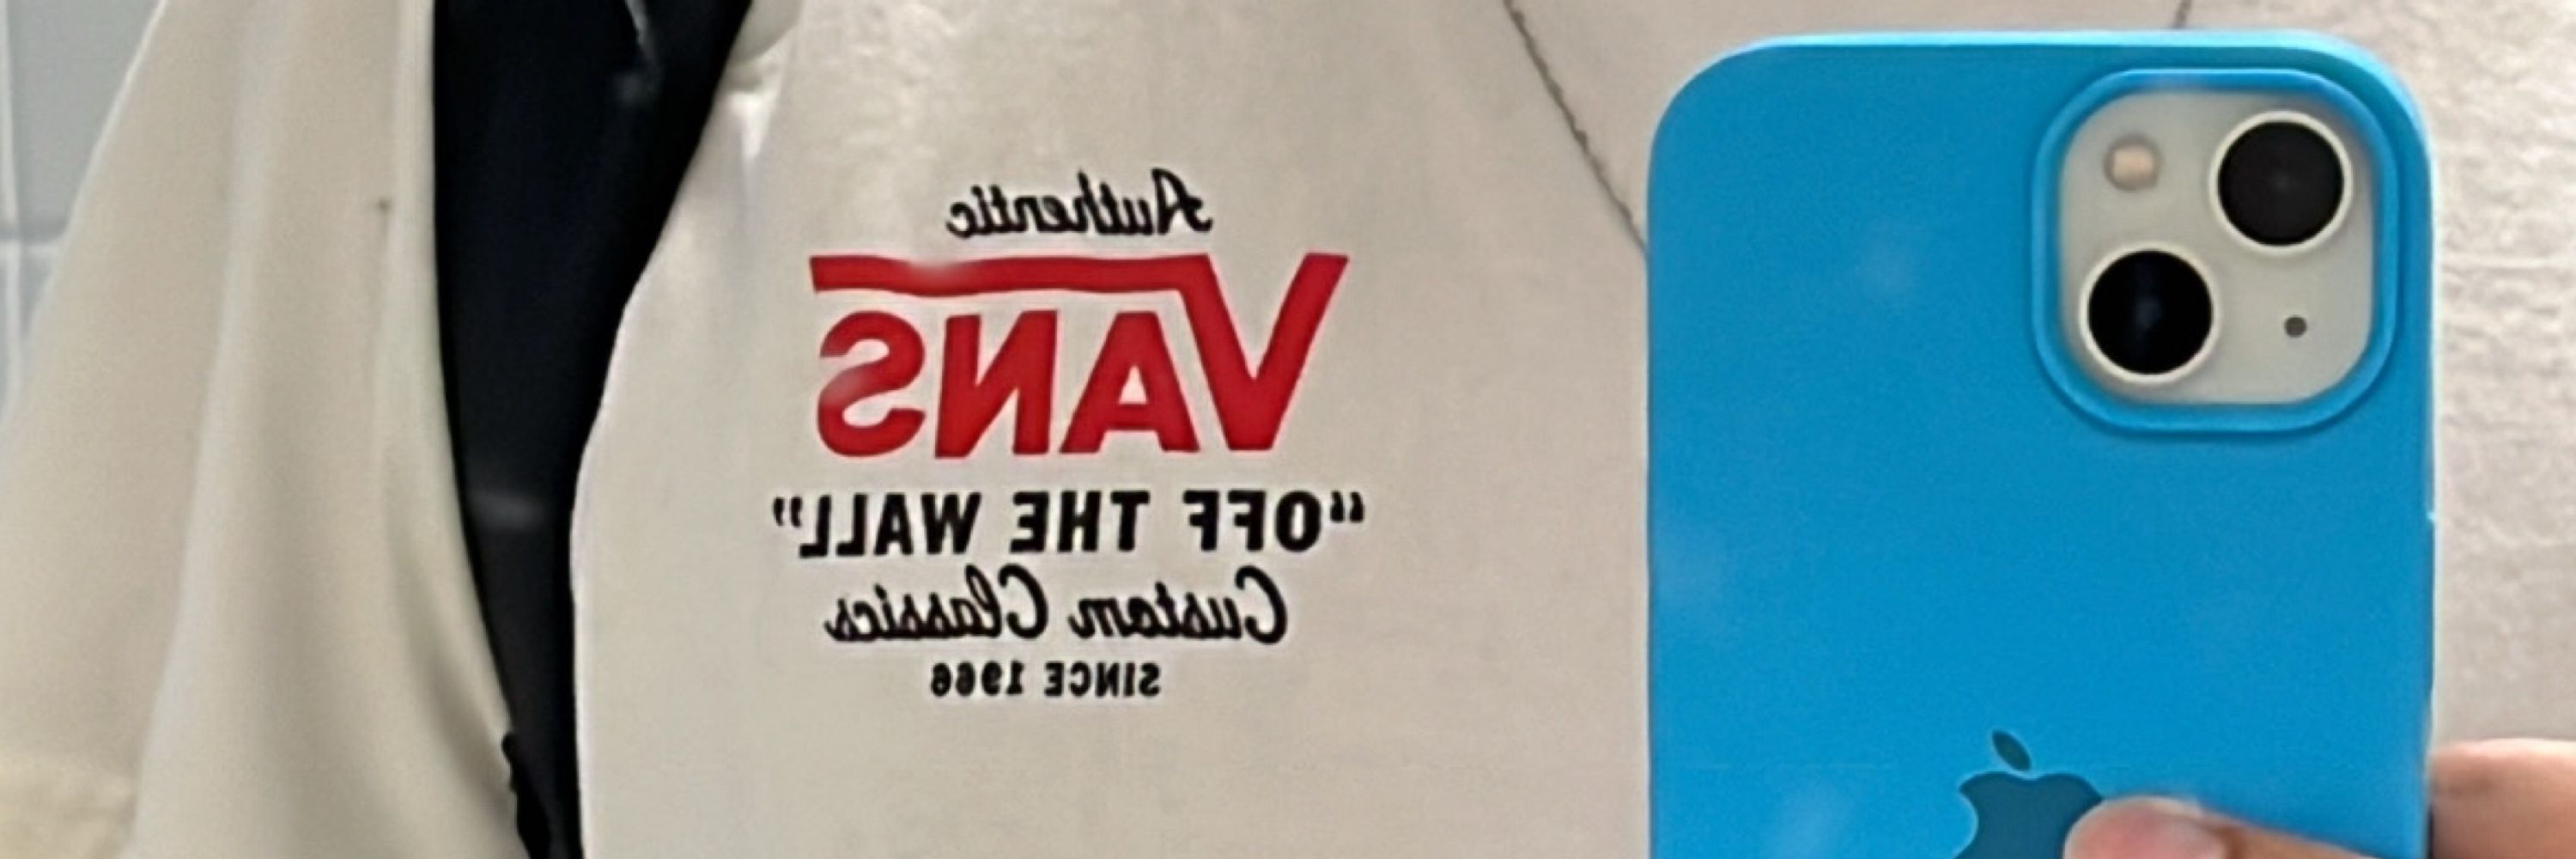 Authentic
VANS
“OFF THE WALL”
Custom Classics
SINCE 1966